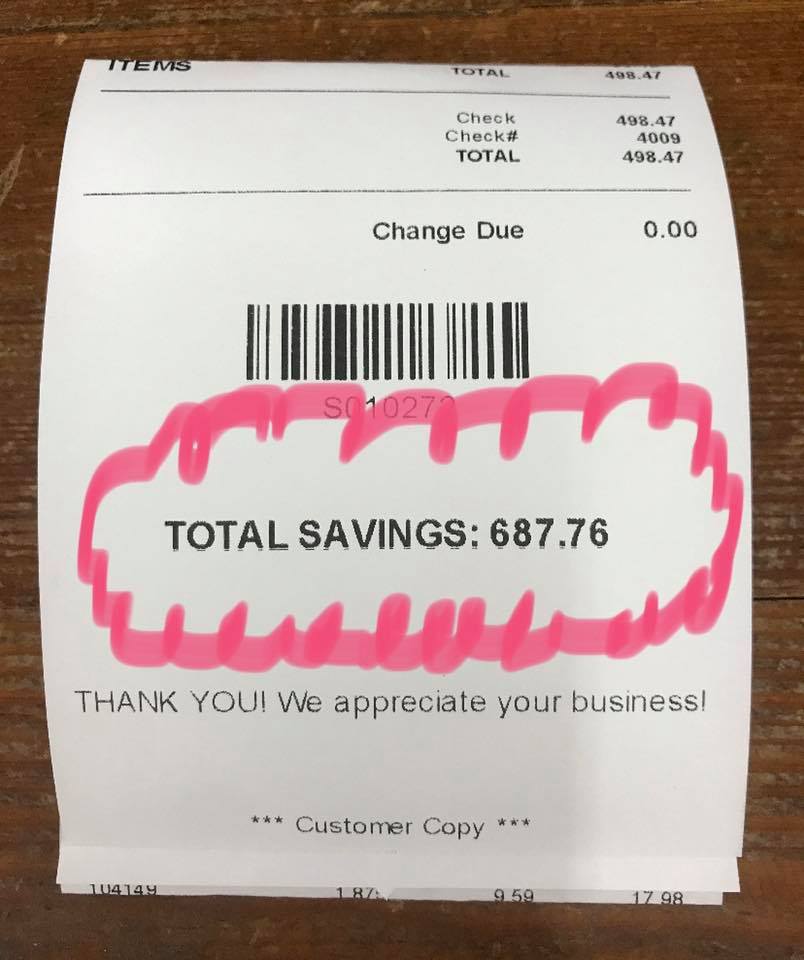 ITEMS TOTAL 498.47
Check 498.47
Check# 4009
TOTAL 498.47
Change Due 0.00
TOTAL SAVINGS: 687.76
THANK YOU! We appreciate your business!
*** Customer Copy ***
104149 9.59 17.98